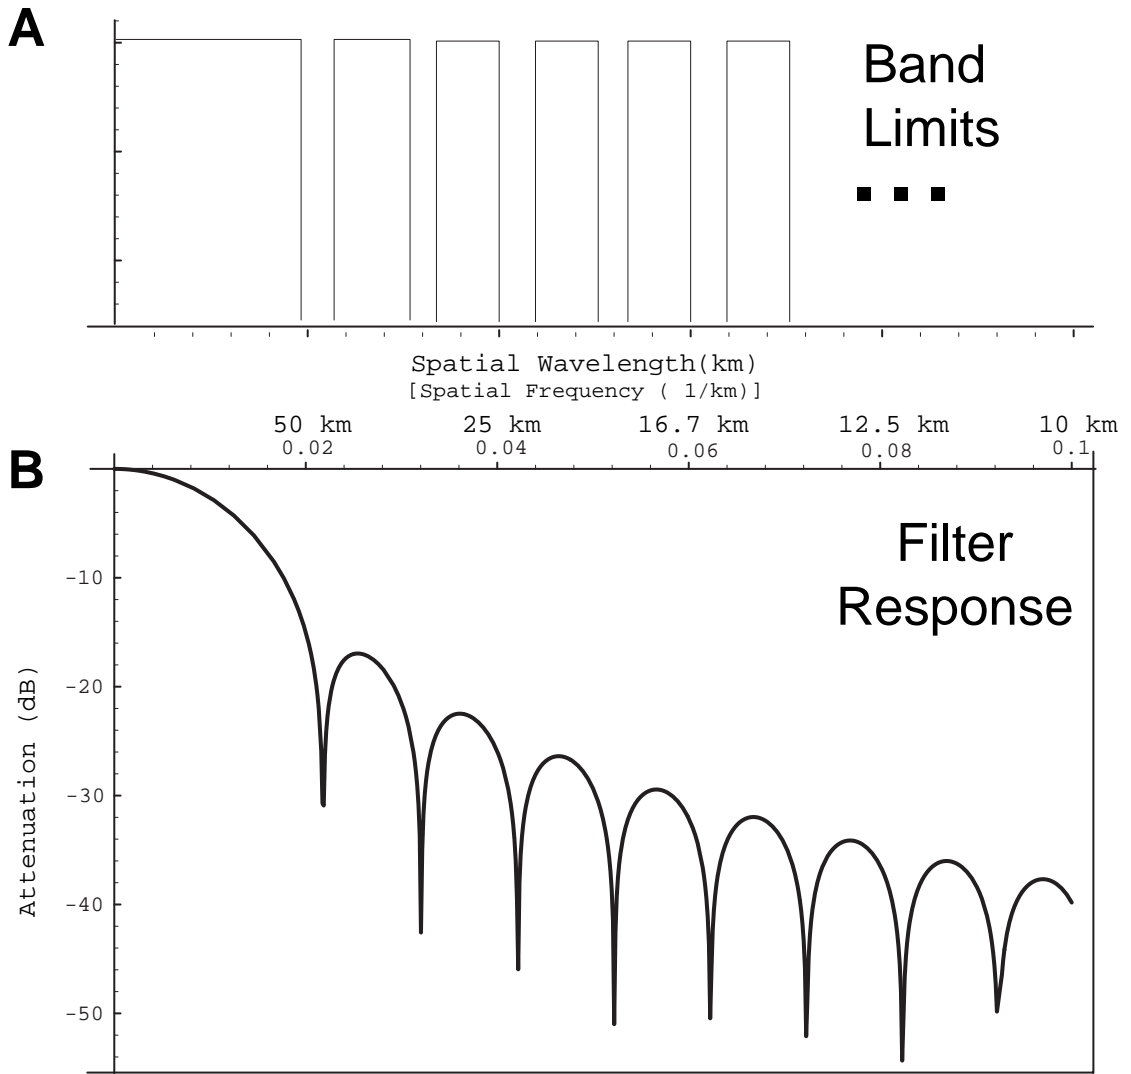 A
Band
Limits
Spatial Wavelength(km)
[Spatial Frequency ( 1/km)]
50 km 25 km 16.7 km 12.5 km 10 km
0.02 0.04 0.06 0.08 0.1
B
Filter
Response
-10
-20
-30
-40
-50
Attenuation (dB)